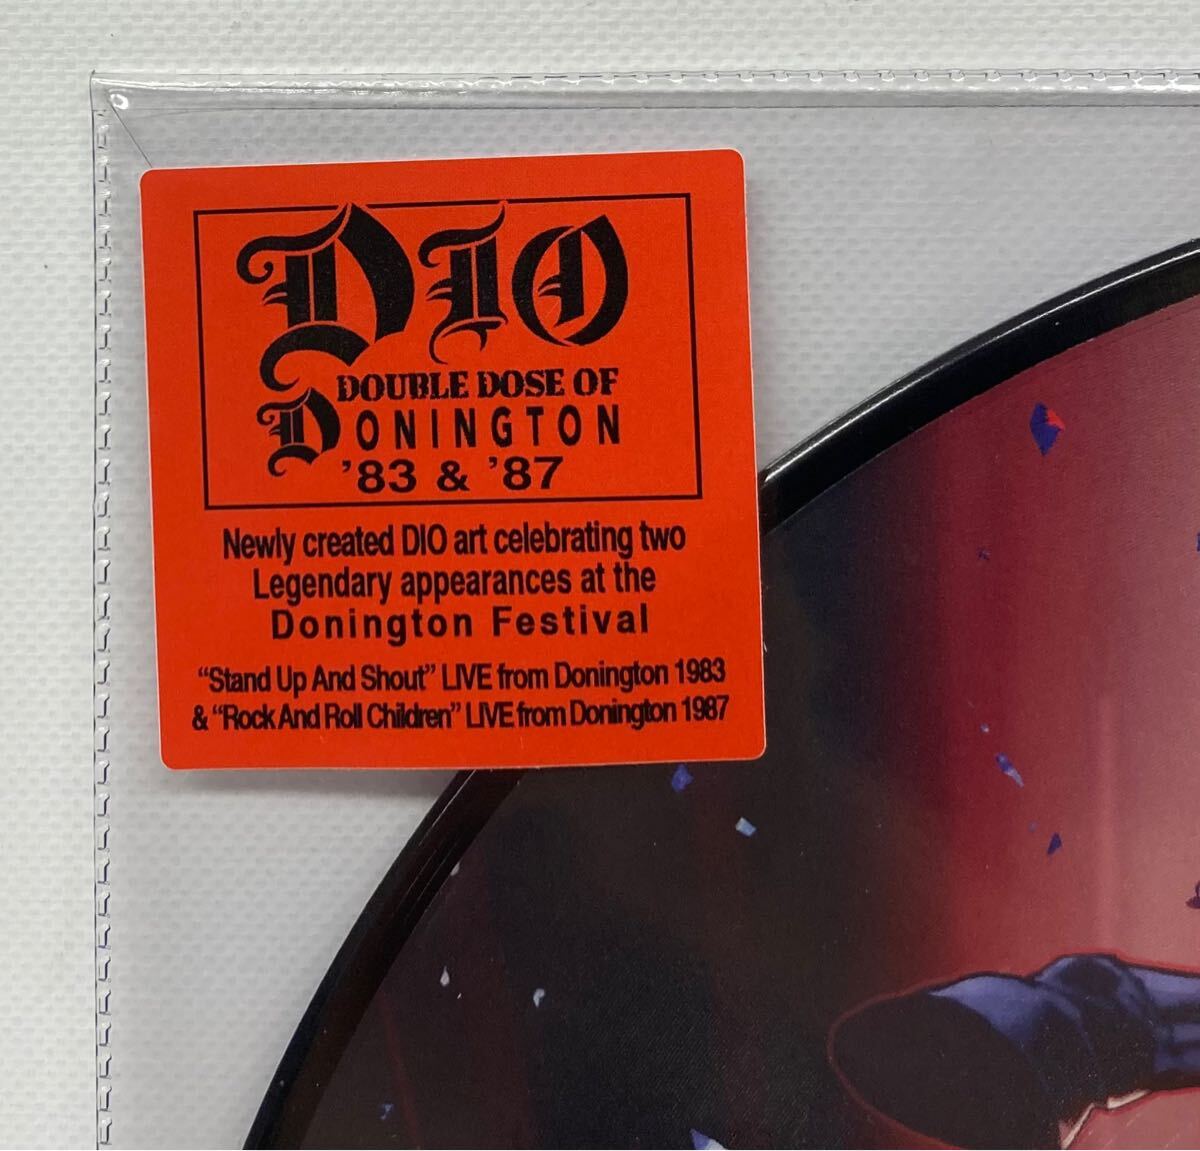 DIO
DOUBLE DOSE OF
DONINGTON
'83 & '87
Newly created DIO art celebrating two
Legendary appearances at the
Donington Festival
“Stand Up And Shout” LIVE from Donington 1983
& “Rock And Roll Children” LIVE from Donington 1987